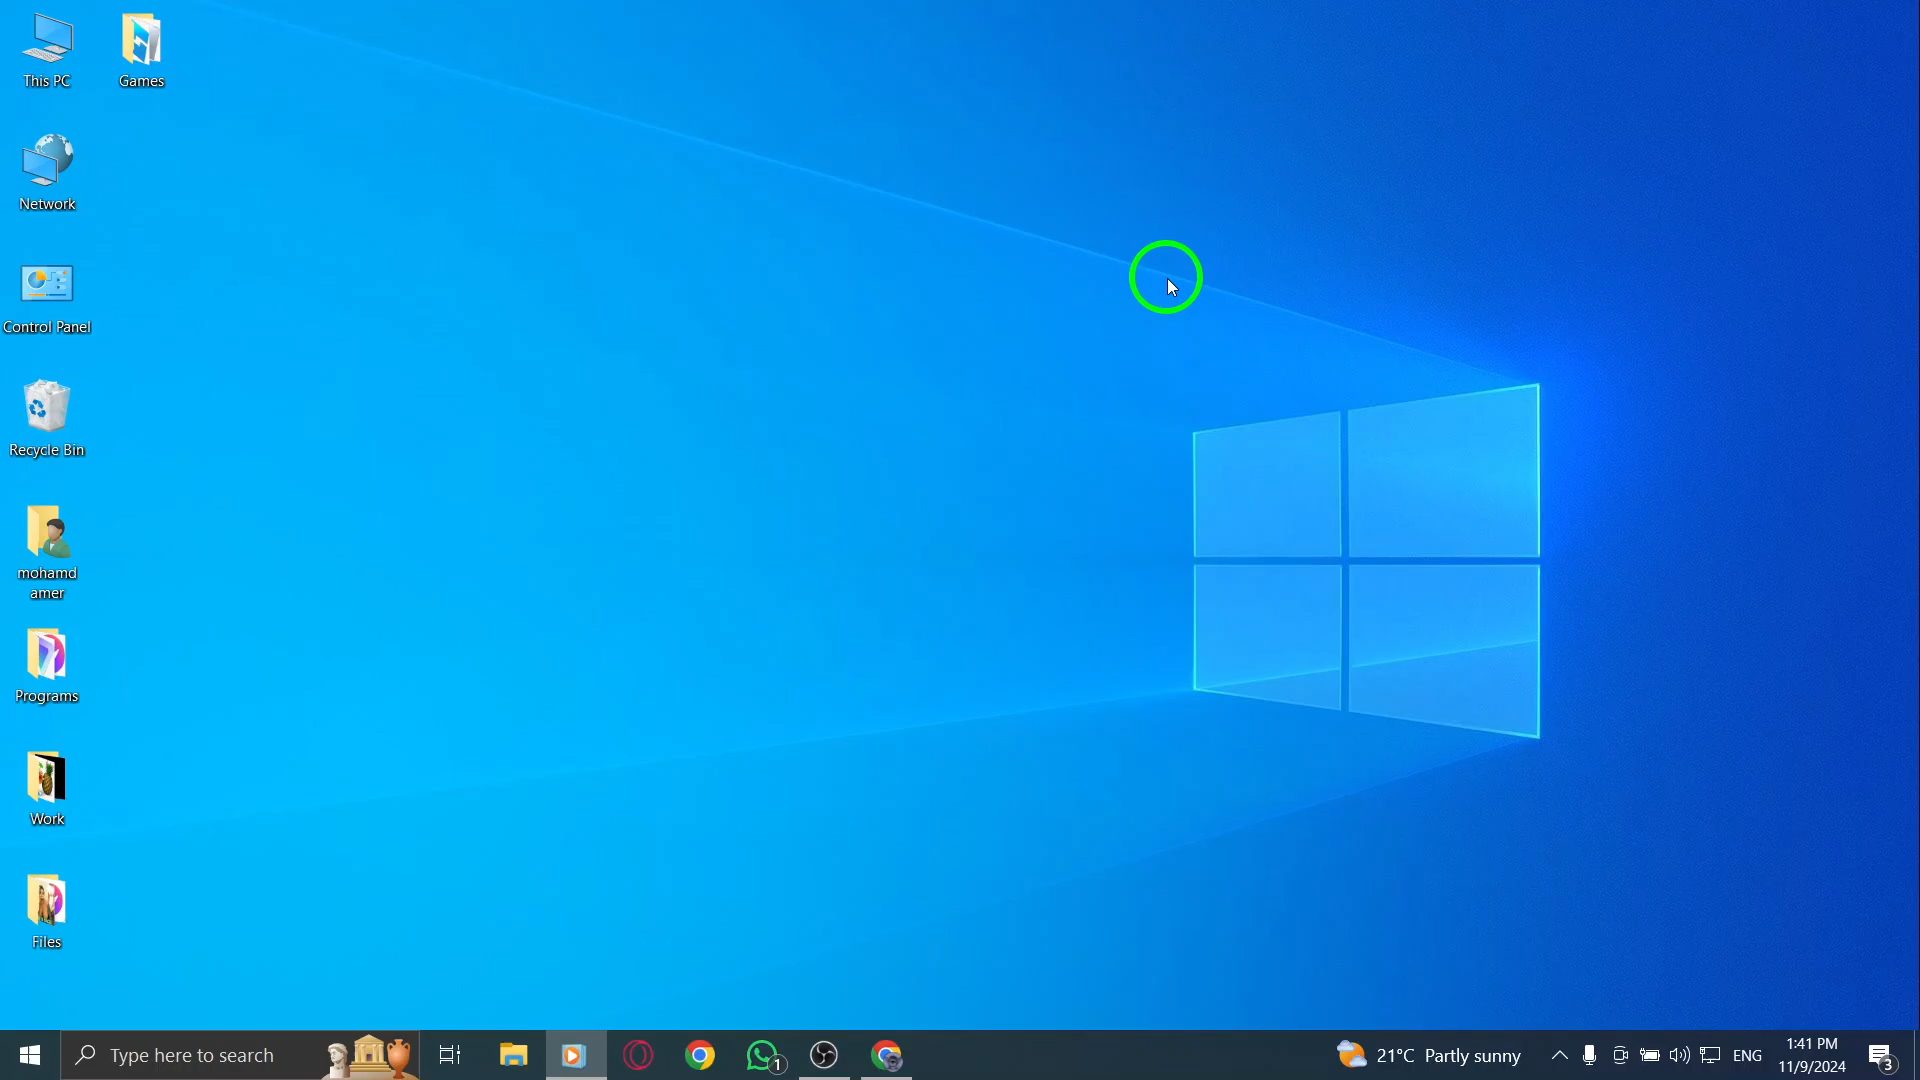 This PC
Games
Network
Control Panel
Recycle Bin
mohamd
amer
Programs
Work
Files
Type here to search
1
21°C Partly sunny
ENG
1:41 PM
11/9/2024
3